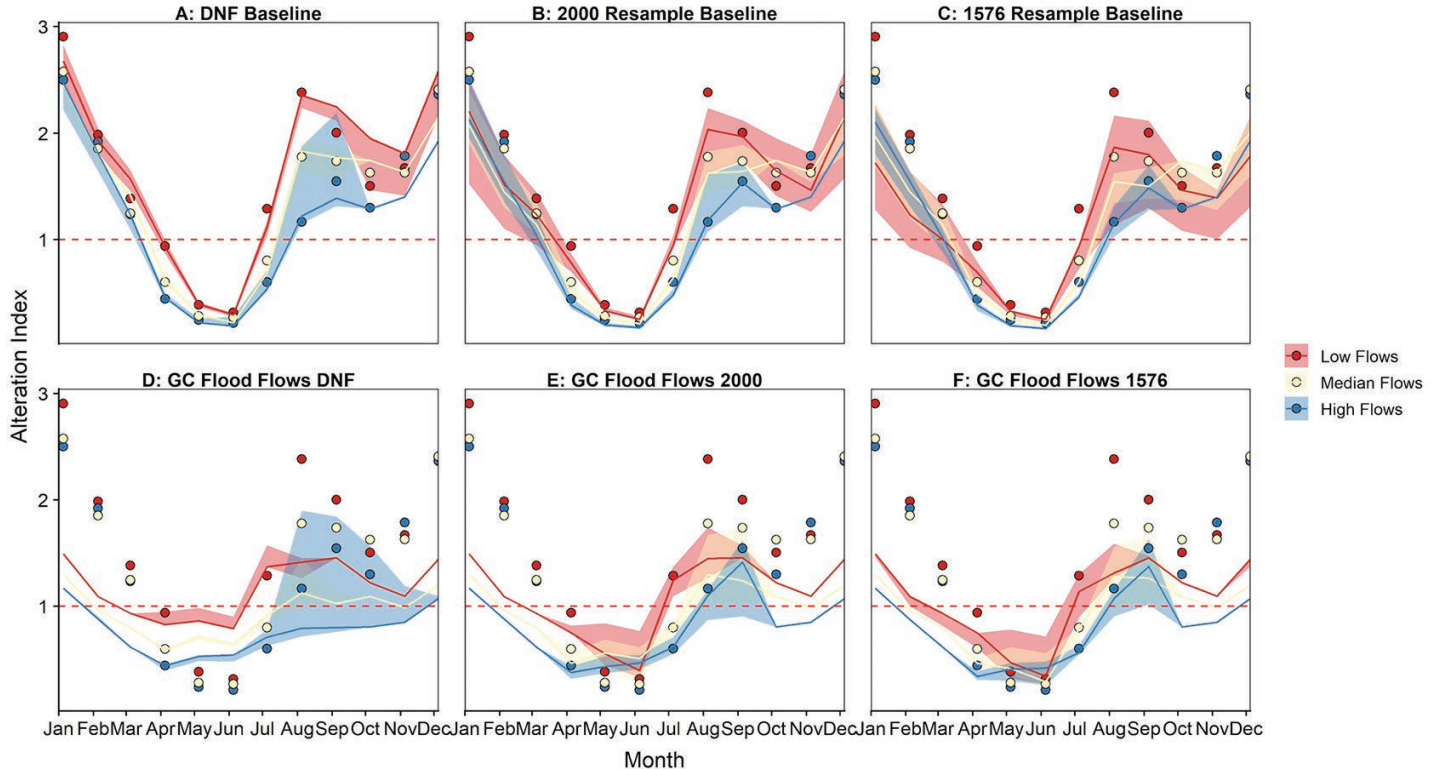 A: DNF Baseline
B: 2000 Resample Baseline
C: 1576 Resample Baseline
3
2
1
D: GC Flood Flows DNF
E: GC Flood Flows 2000
F: GC Flood Flows 1576
3
2
1
Alteration Index
Low Flows
Median Flows
High Flows
Jan Feb Mar Apr May Jun Jul Aug Sep Oct Nov Dec
Jan Feb Mar Apr May Jun Jul Aug Sep Oct Nov Dec
Jan Feb Mar Apr May Jun Jul Aug Sep Oct Nov Dec
Month